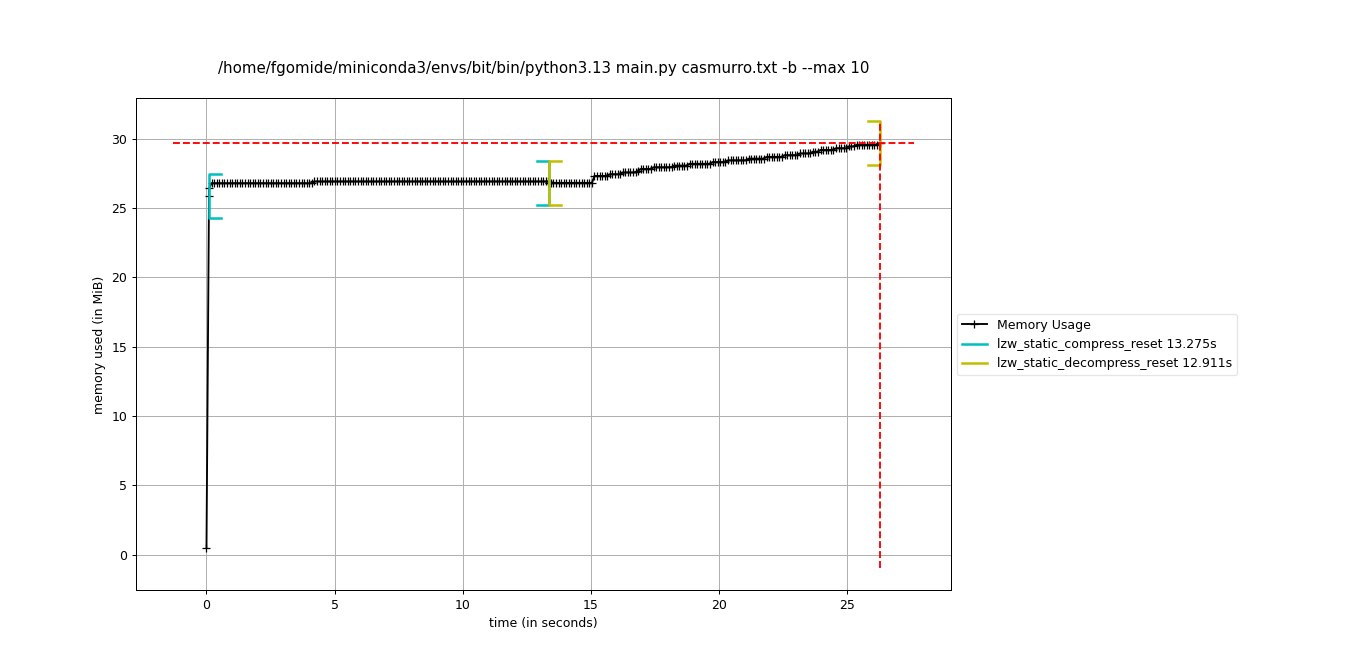 /home/fgomide/miniconda3/envs/bit/bin/python3.13 main.py casmurro.txt -b --max 10
30
25
20
15
10
5
0
memory used (in MiB)
0 5 10 15 20 25
time (in seconds)
Memory Usage
lzw_static_compress_reset 13.275s
lzw_static_decompress_reset 12.911s